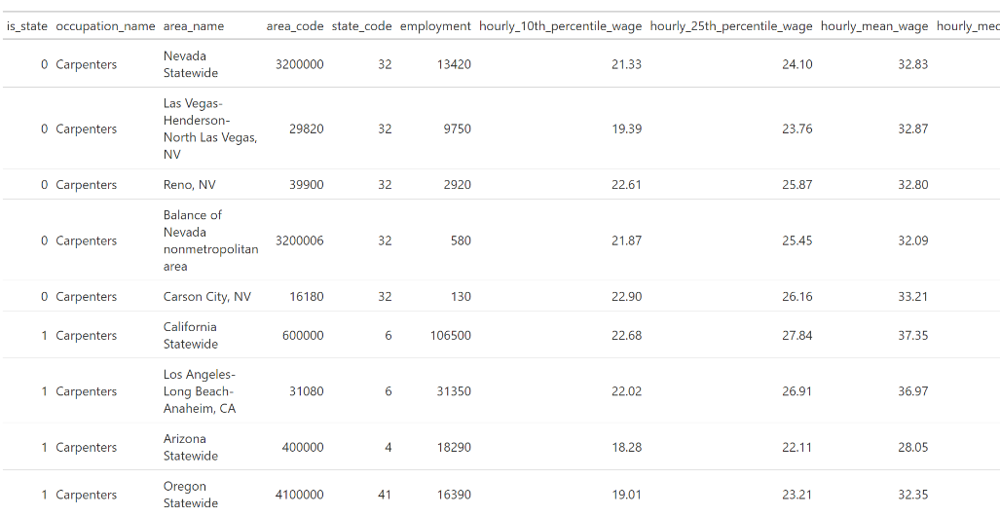 is_state occupation_name area_name area_code state_code employment hourly_10th_percentile_wage hourly_25th_percentile_wage hourly_mean_wage hourly_med
0 Carpenters Nevada Statewide 3200000 32 13420 21.33 24.10 32.83
0 Carpenters Las Vegas-Henderson-North Las Vegas, NV 29820 32 9750 19.39 23.76 32.87
0 Carpenters Reno, NV 39900 32 2920 22.61 25.87 32.80
0 Carpenters Balance of Nevada nonmetropolitan area 3200006 32 580 21.87 25.45 32.09
0 Carpenters Carson City, NV 16180 32 130 22.90 26.16 33.21
1 Carpenters California Statewide 600000 6 106500 22.68 27.84 37.35
1 Carpenters Los Angeles-Long Beach-Anaheim, CA 31080 6 31350 22.02 26.91 36.97
1 Carpenters Arizona Statewide 400000 4 18290 18.28 22.11 28.05
1 Carpenters Oregon Statewide 4100000 41 16390 19.01 23.21 32.35